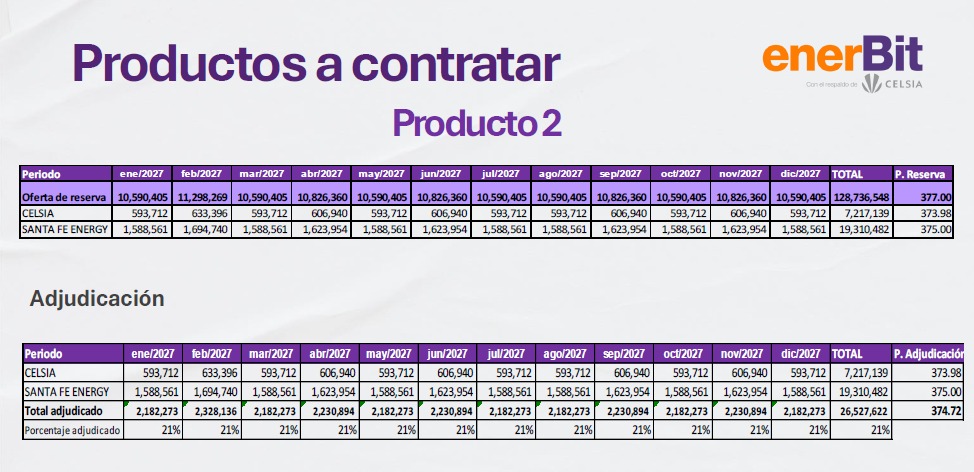 Productos a contratar
enerBit
Con el respaldo de CELSIA
Producto 2
Periodo ene/2027 feb/2027 mar/2027 abr/2027 may/2027 jun/2027 jul/2027 ago/2027 sep/2027 oct/2027 nov/2027 dic/2027 TOTAL P. Reserva
Oferta de reserva 10,590,405 11,298,269 10,590,405 10,826,360 10,590,405 10,826,360 10,590,405 10,590,405 10,826,360 10,590,405 10,826,360 10,590,405 128,736,548 377.00
CELSIA 593,712 633,396 593,712 606,940 593,712 606,940 593,712 593,712 606,940 593,712 606,940 593,712 7,217,139 373.98
SANTA FE ENERGY 1,588,561 1,694,740 1,588,561 1,623,954 1,588,561 1,623,954 1,588,561 1,588,561 1,623,954 1,588,561 1,623,954 1,588,561 19,310,482 375.00
Adjudicación
Periodo ene/2027 feb/2027 mar/2027 abr/2027 may/2027 jun/2027 jul/2027 ago/2027 sep/2027 oct/2027 nov/2027 dic/2027 TOTAL P. Adjudicación
CELSIA 593,712 633,396 593,712 606,940 593,712 606,940 593,712 593,712 606,940 593,712 606,940 593,712 7,217,139 373.98
SANTA FE ENERGY 1,588,561 1,694,740 1,588,561 1,623,954 1,588,561 1,623,954 1,588,561 1,588,561 1,623,954 1,588,561 1,623,954 1,588,561 19,310,482 375.00
Total adjudicado 2,182,273 2,328,136 2,182,273 2,230,894 2,182,273 2,230,894 2,182,273 2,182,273 2,230,894 2,182,273 2,230,894 2,182,273 26,527,622 374.72
Porcentaje adjudicado 21% 21% 21% 21% 21% 21% 21% 21% 21% 21% 21% 21% 21%